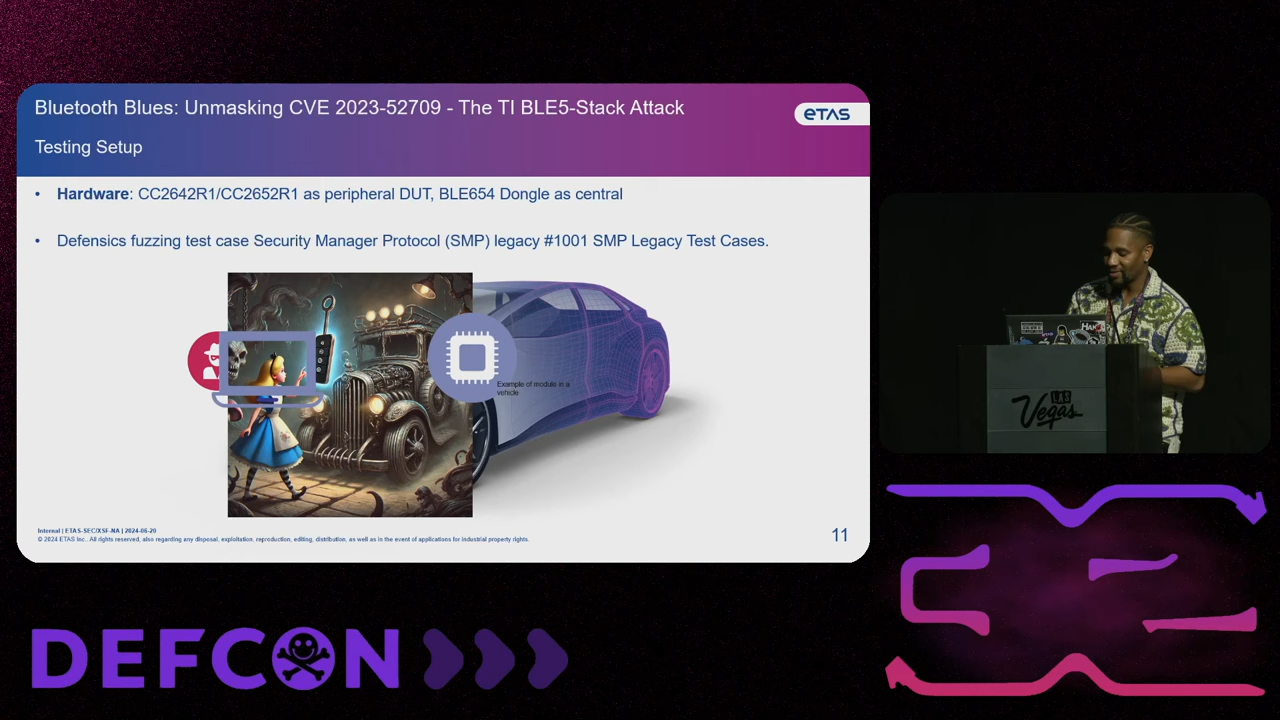 Bluetooth Blues: Unmasking CVE 2023-52709 - The TI BLE5-Stack Attack
eTAS
Testing Setup
• Hardware: CC2642R1/CC2652R1 as peripheral DUT, BLE654 Dongle as central
• Defensics fuzzing test case Security Manager Protocol (SMP) legacy #1001 SMP Legacy Test Cases.
Example of module in a
vehicle
Internal | ETAS-SEC/XSF-NA | 2024-06-20
© 2024 ETAS Inc.. All rights reserved, also regarding any disposal, exploitation, reproduction, editing, distribution, as well as in the event of applications for industrial property rights.
11
LAS
Vegas
DEFCON